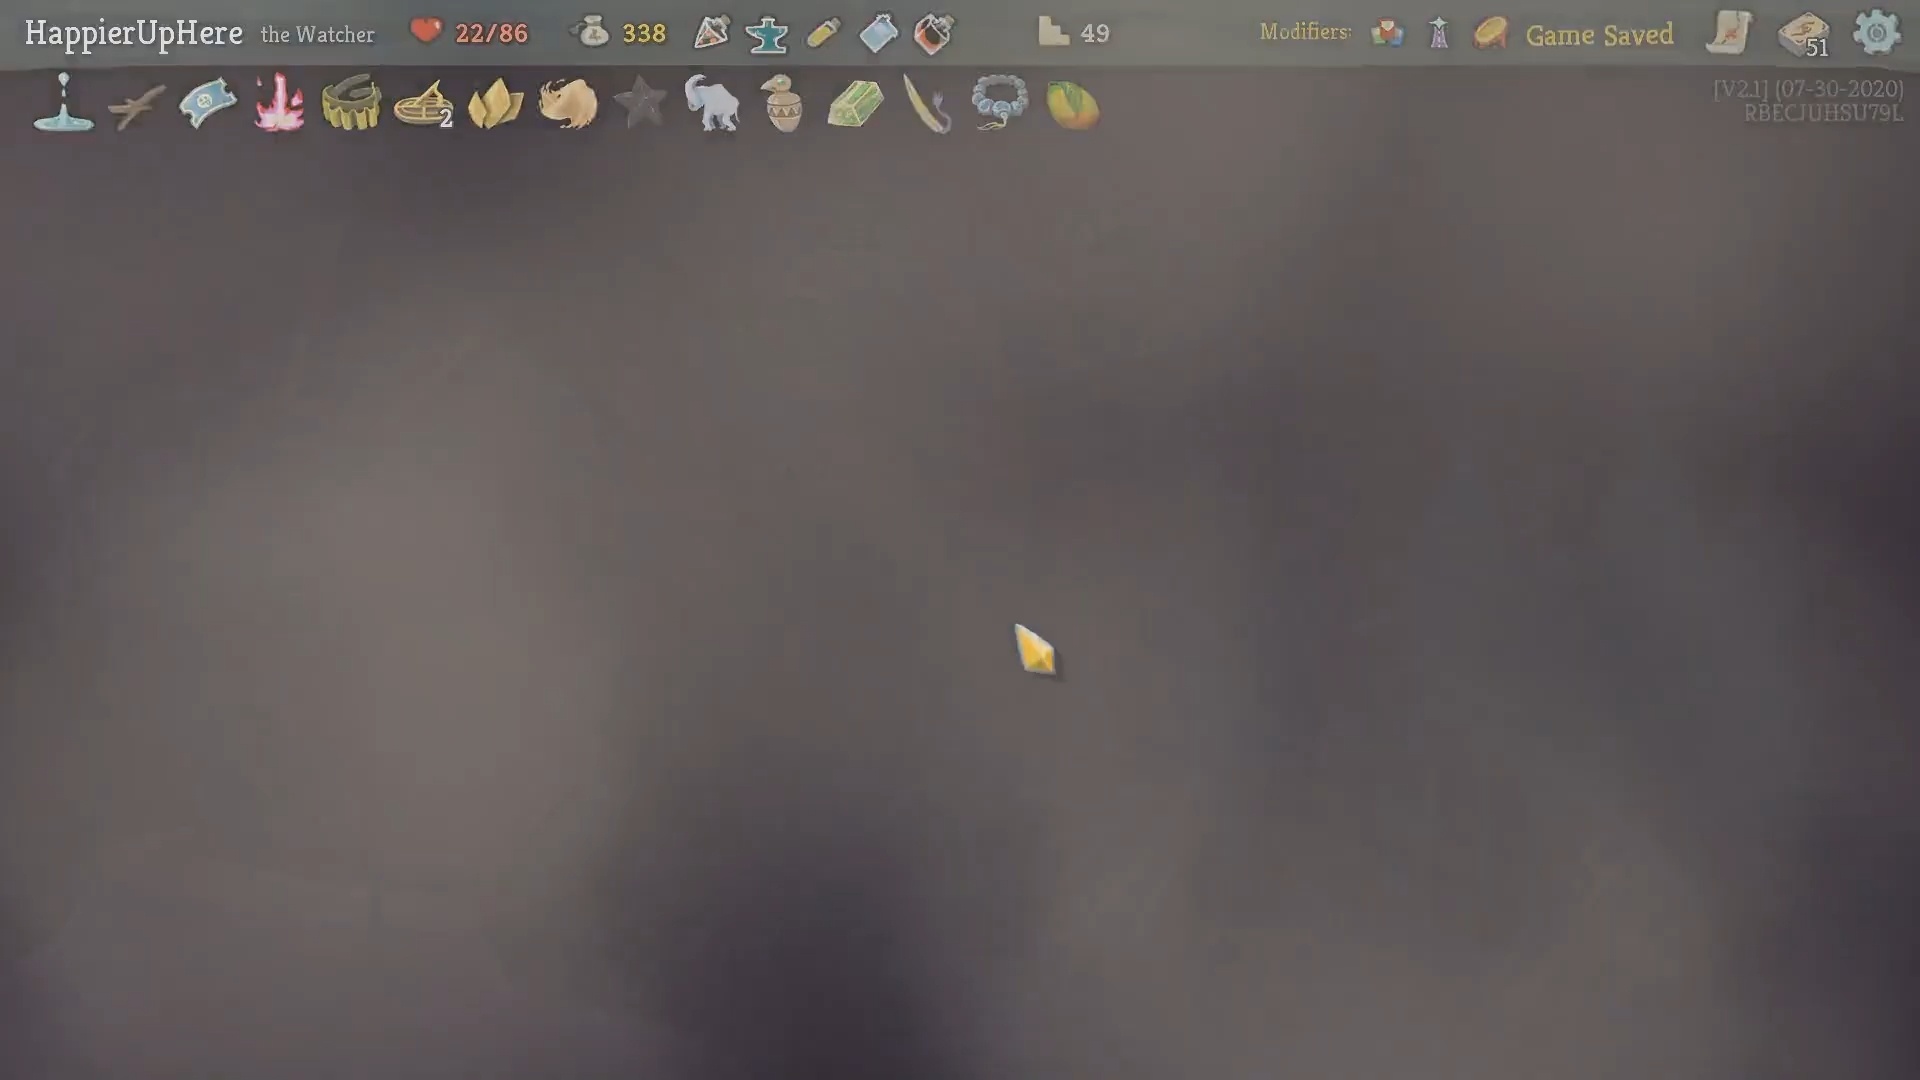 HappierUpHere the Watcher 22/86 338 49 Modifiers: Game Saved 51
2
[V2.1] (07-30-2020)
RBECJUHSU79L